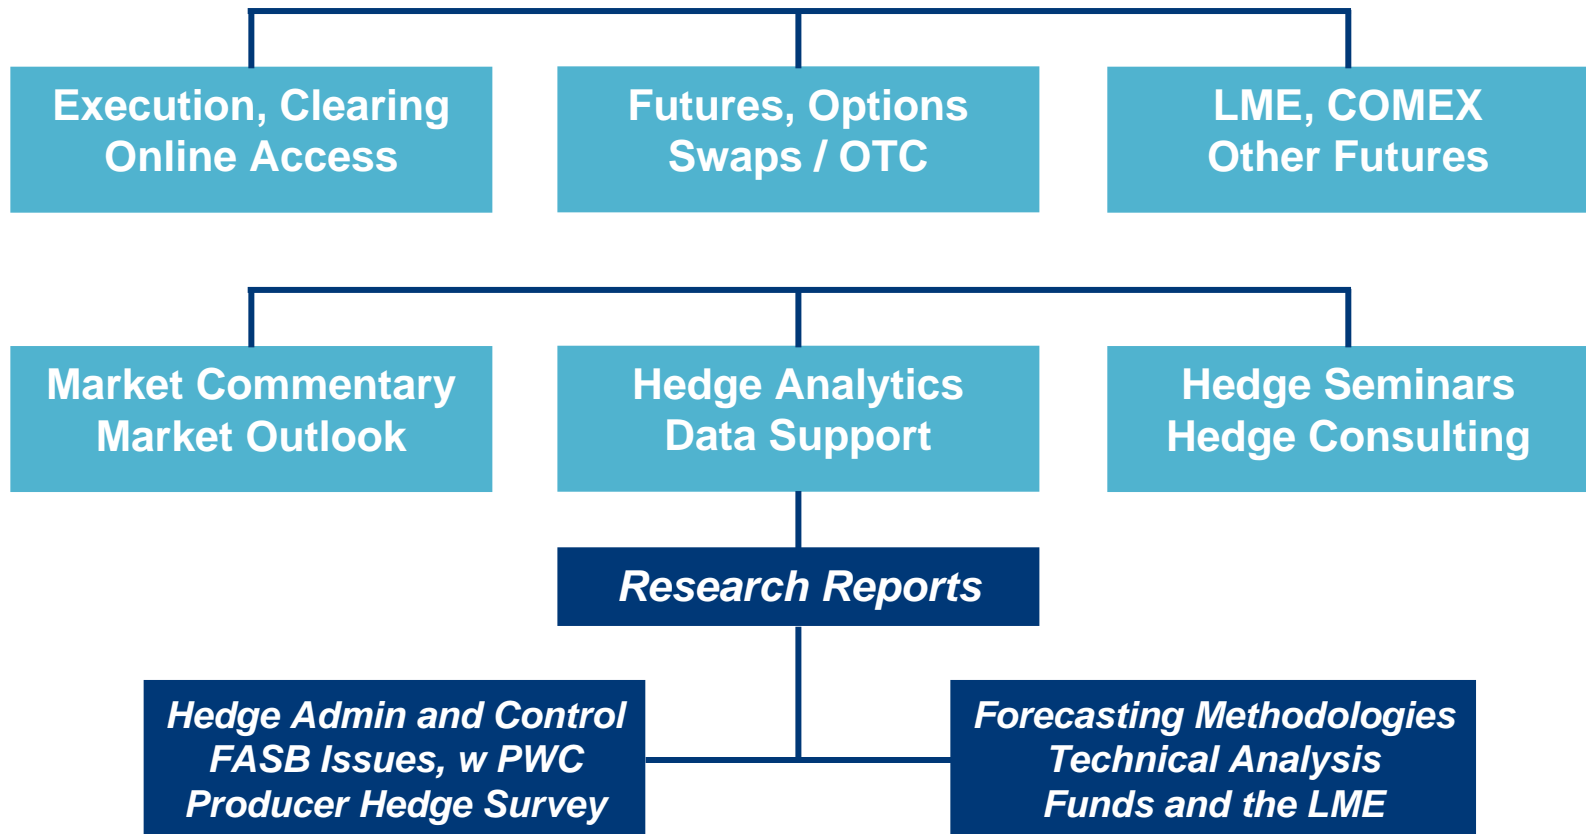 Execution, Clearing
Online Access
Futures, Options
Swaps / OTC
LME, COMEX
Other Futures
Market Commentary
Market Outlook
Hedge Analytics
Data Support
Hedge Seminars
Hedge Consulting
Research Reports
Hedge Admin and Control
FASB Issues, w PWC
Producer Hedge Survey
Forecasting Methodologies
Technical Analysis
Funds and the LME